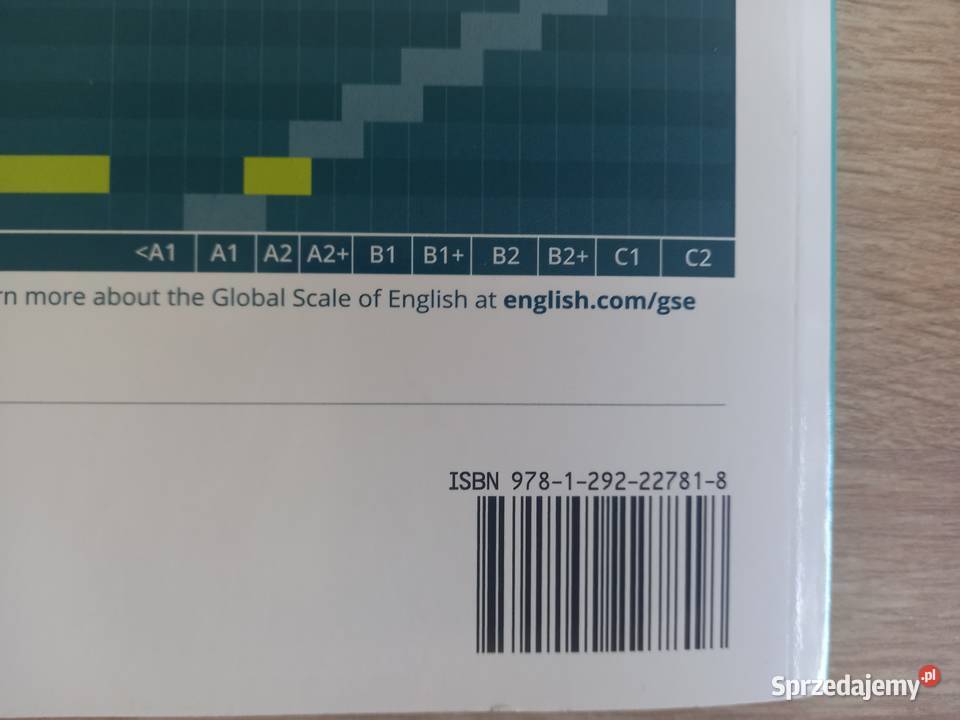 <A1 A1 A2 A2+ B1 B1+ B2 B2+ C1 C2
more about the Global Scale of English at english.com/gse
ISBN 978-1-292-22781-8
Sprzedajemy.pl